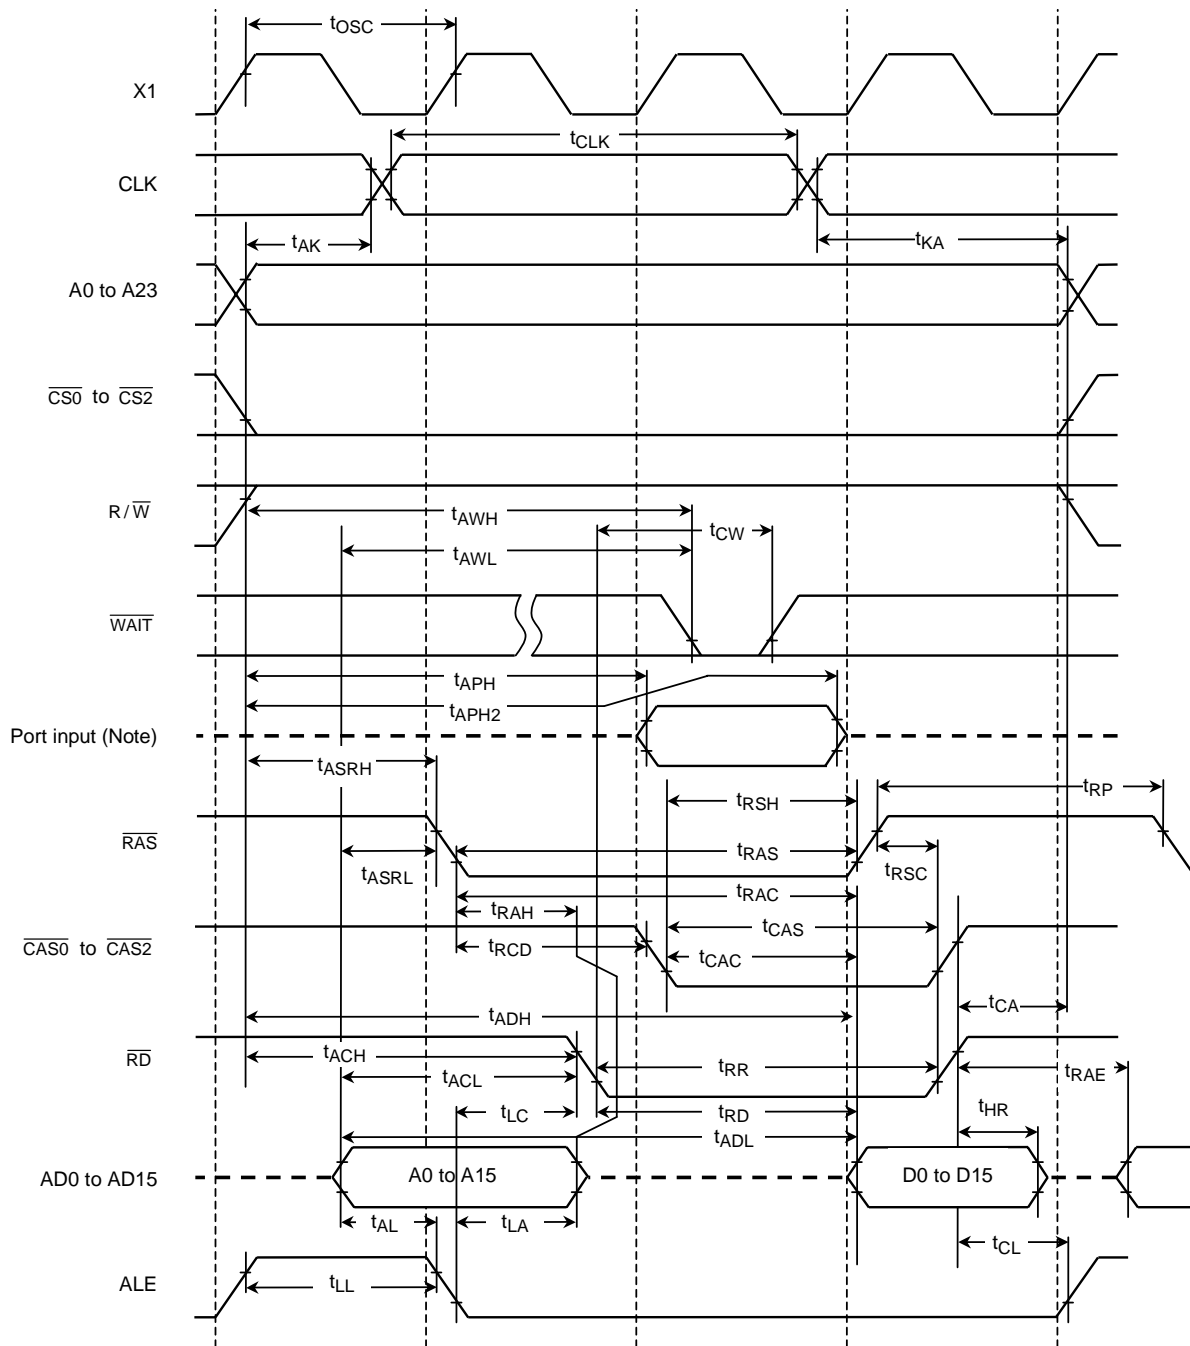 tOSC
X1
tCLK
CLK
tAK
tKA
A0 to A23
CS0 to CS2
R/W
tAWH
tCW
tAWL
WAIT
tAPH
tAPH2
Port input (Note)
tASRH
tRSH
tRP
RAS
tRAS
tASRL
tRSC
tRAC
tRAH
tCAS
CAS0 to CAS2
tRCD
tCAC
tCA
tADH
RD
tACH
tRR
tRAE
tACL
tLC
tRD
tHR
tADL
AD0 to AD15
A0 to A15
D0 to D15
tAL
tLA
tCL
ALE
tLL